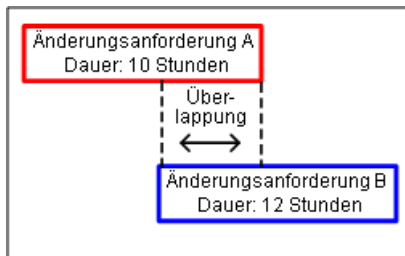 Änderungsanforderung A
Dauer: 10 Stunden
Über-
lappung
Änderungsanforderung B
Dauer: 12 Stunden